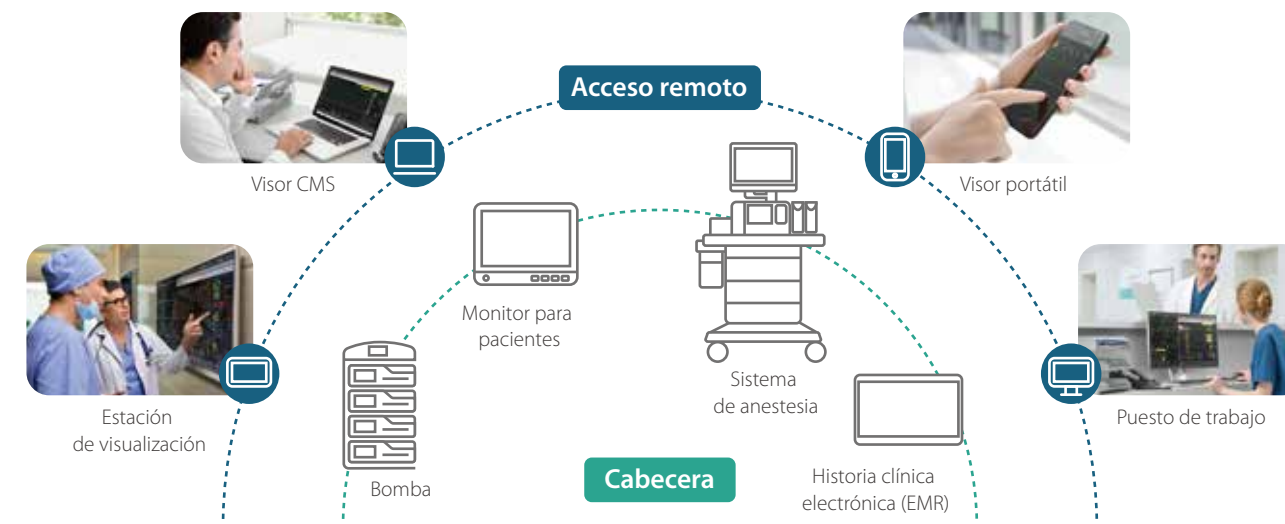 Acceso remoto
Visor CMS
Visor portátil
Monitor para
pacientes
Sistema
de anestesia
Estación
de visualización
Puesto de trabajo
Bomba
Cabecera
Historia clínica
electrónica (EMR)